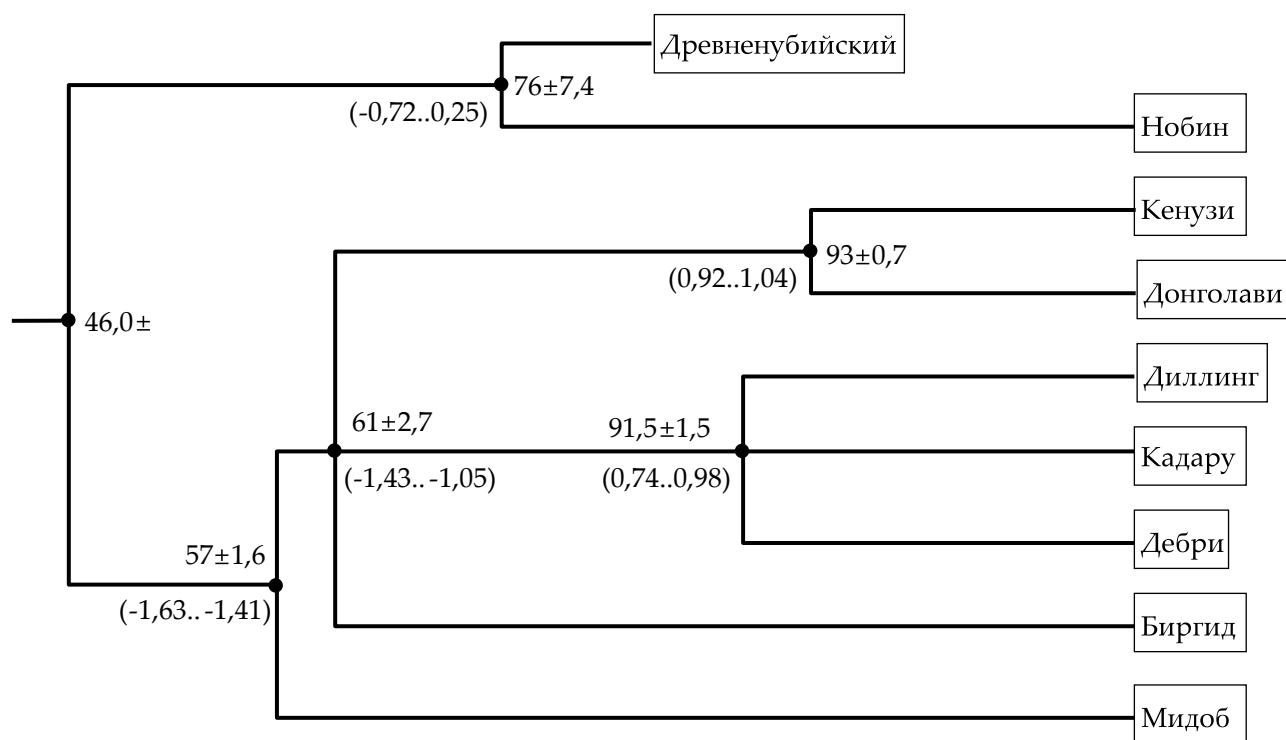 Древненубийский
76±7,4
(-0,72..0,25)
Нобин
Кенузи
93±0,7
(0,92..1,04)
Донголави
46,0±
Диллинг
61±2,7
91,5±1,5
Кадару
(-1,43.. -1,05)
(0,74..0,98)
Дебри
57±1,6
(-1,63.. -1,41)
Биргид
Мидоб